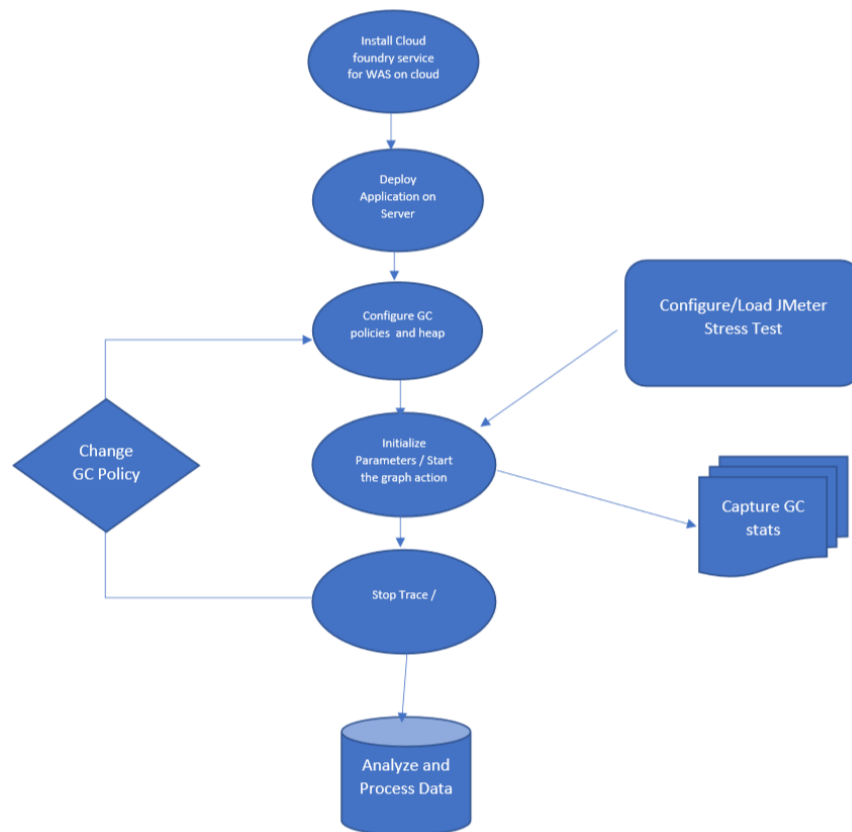 Install Cloud
foundry service
for WAS on cloud
Deploy
Application on
Server
Configure GC
policies and heap
Configure/Load JMeter
Stress Test
Change
GC Policy
Initialize
Parameters / Start
the graph action
Capture GC
stats
Stop Trace /
Analyze and
Process Data